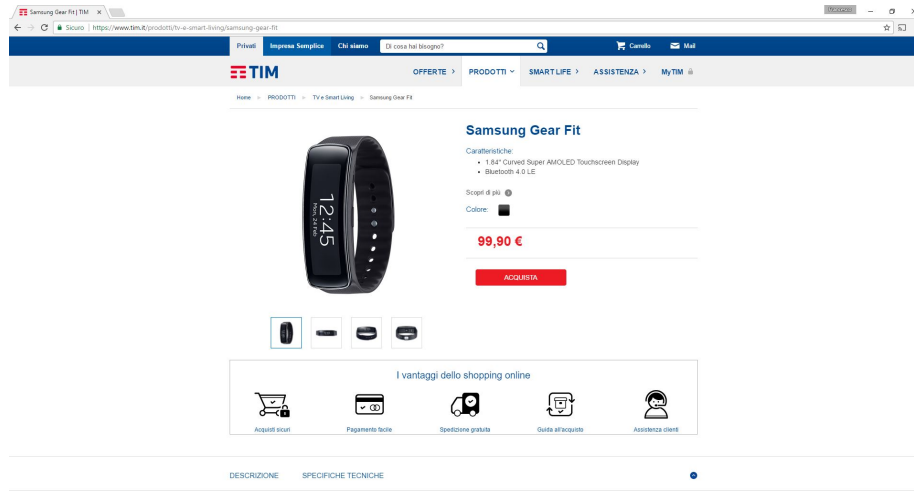 Samsung Gear Fit | TIM
Sicuro | https://www.tim.it/prodotti/tv-e-smart-living/samsung-gear-fit
Privati Impresa Semplice Chi siamo Di cosa hai bisogno? Carrello Mail
TIM
OFFERTE > PRODOTTI SMART LIFE > ASSISTENZA > MyTIM
Home > PRODOTTI > TV e Smart Living > Samsung Gear Fit
Samsung Gear Fit
Caratteristiche:
• 1.84" Curved Super AMOLED Touchscreen Display
• Bluetooth 4.0 LE
Scopri di più
Colore:
12:45
Mon, 24 Feb
99,90 €
ACQUISTA
I vantaggi dello shopping online
Acquisti sicuri Pagamento facile Spedizione gratuita Guida all'acquisto Assistenza clienti
DESCRIZIONE SPECIFICHE TECNICHE